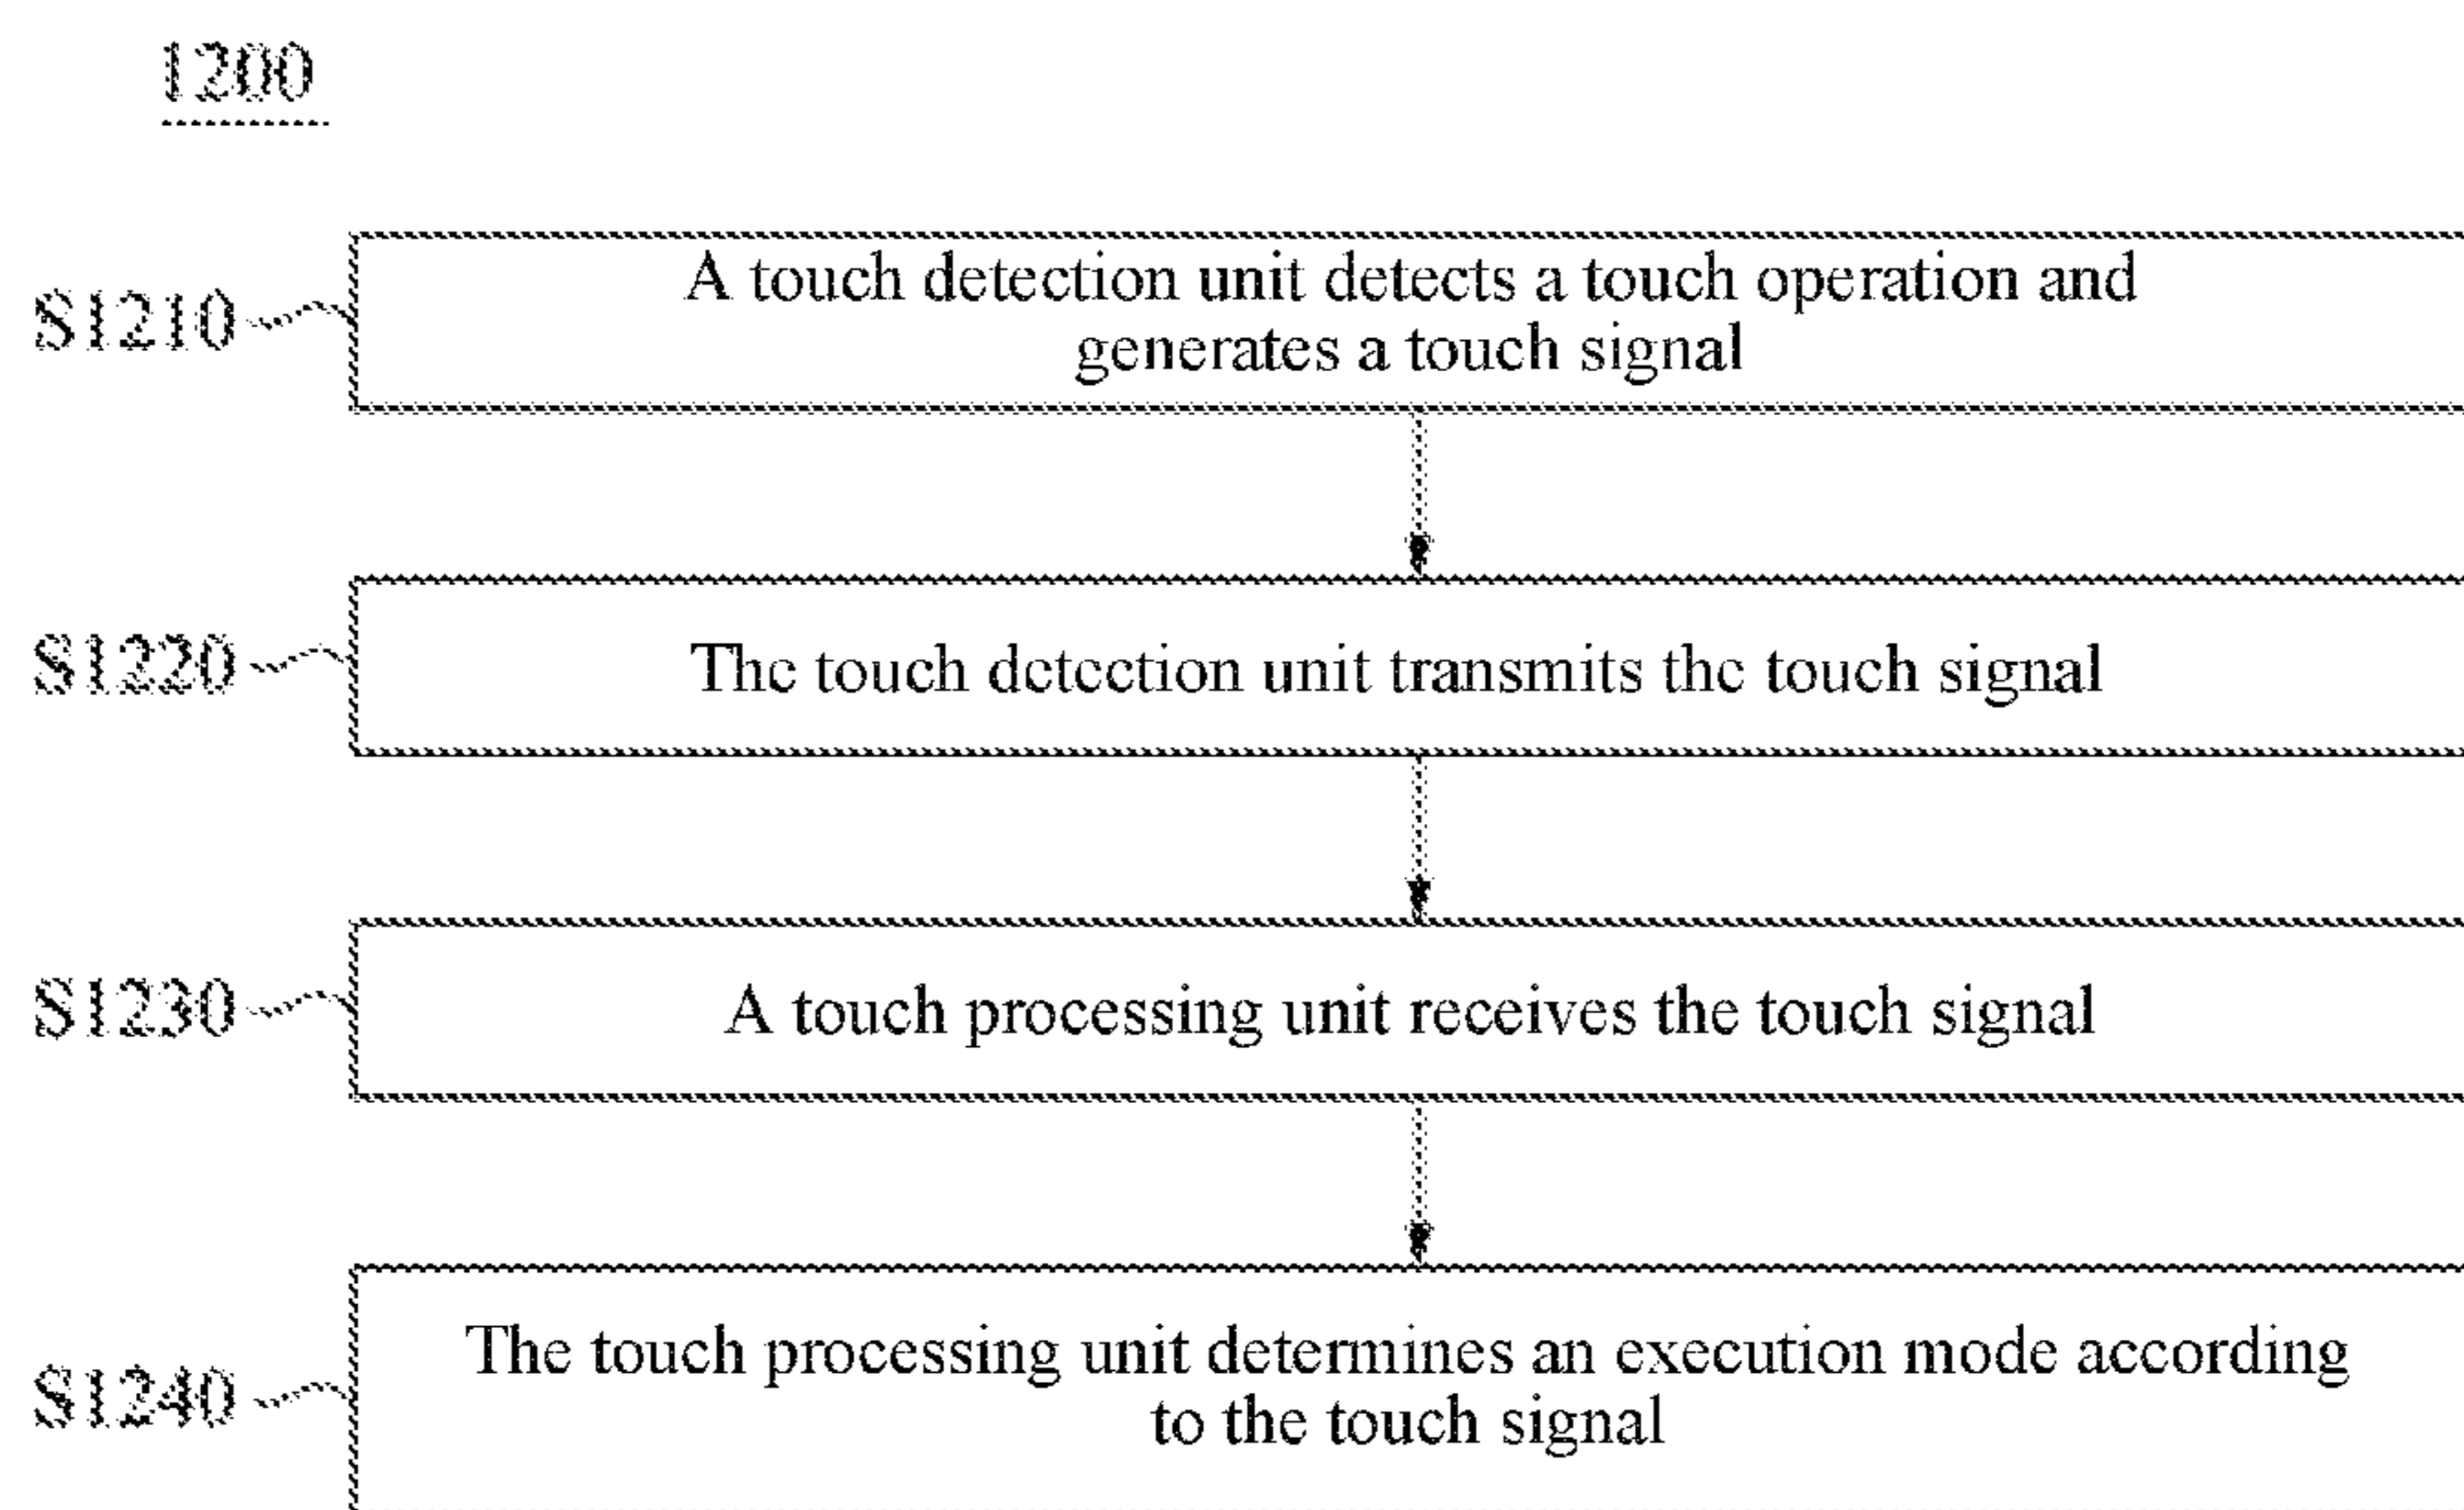 1200
S1210
A touch detection unit detects a touch operation and
generates a touch signal
S1220
The touch detection unit transmits the touch signal
S1230
A touch processing unit receives the touch signal
S1240
The touch processing unit determines an execution mode according
to the touch signal